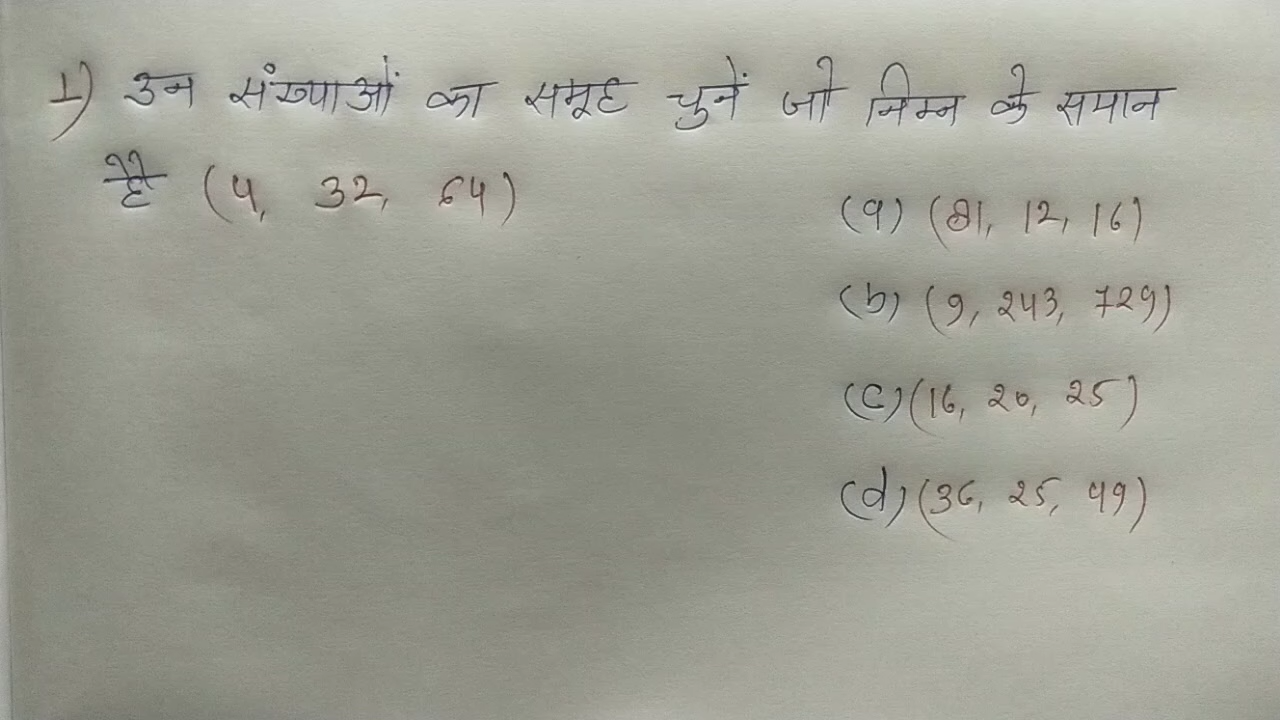 1) उन संख्याओं का समूह चुनें जो निम्न के समान
है (4, 32, 64)
(a) (81, 12, 16)
(b) (9, 243, 729)
(c) (16, 20, 25)
(d) (36, 25, 49)